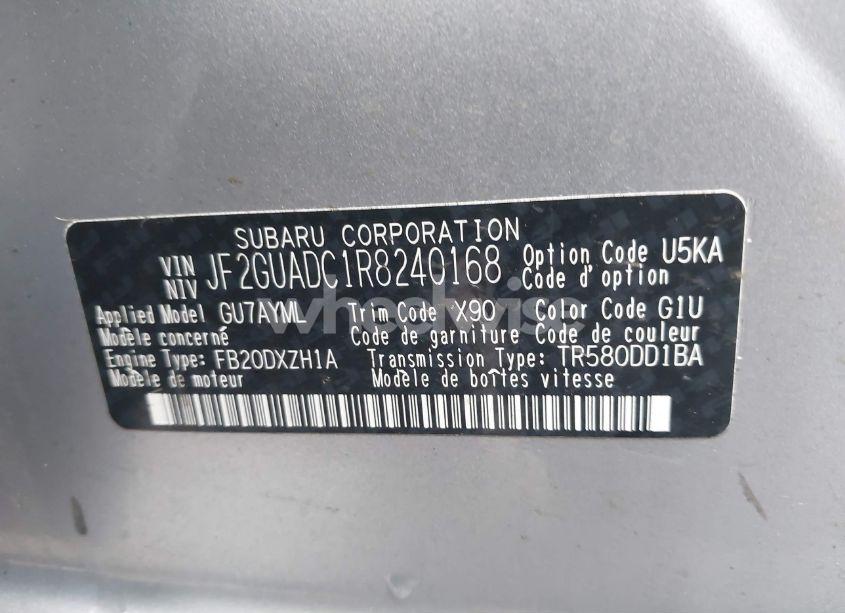 SUBARU CORPORATION
VIN NIV JF2GUADC1R8240168 Option Code U5KA
Code d'option
Applied Model GU7AYML Trim Code X90 Color Code G1U
Modèle concerné Code de garniture Code de couleur
Engine Type: FB20DXZH1A Transmission Type: TR580DD1BA
Modèle de moteur Modèle de boîtes vitesse
wheelwise